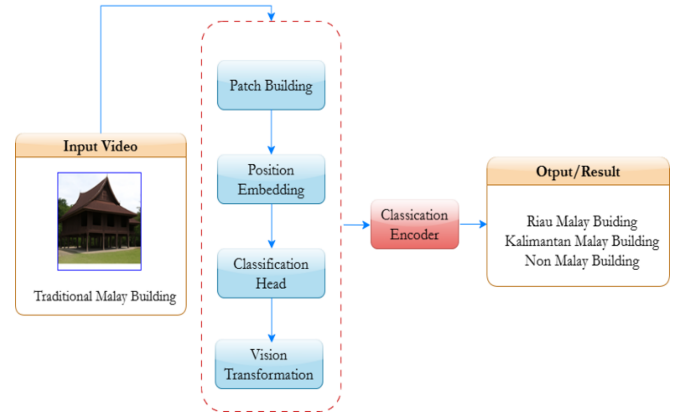 Input Video
Traditional Malay Building
Patch Building
Position
Embedding
Classification
Head
Vision
Transformation
Classication
Encoder
Otput/Result
Riau Malay Buiding
Kalimantan Malay Building
Non Malay Building